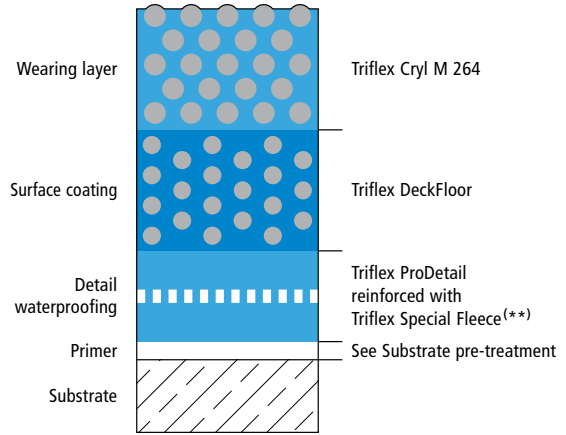 Wearing layer
Triflex Cryl M 264
Surface coating
Triflex DeckFloor
Detail
waterproofing
Triflex ProDetail
reinforced with
Triflex Special Fleece(**)
Primer
See Substrate pre-treatment
Substrate